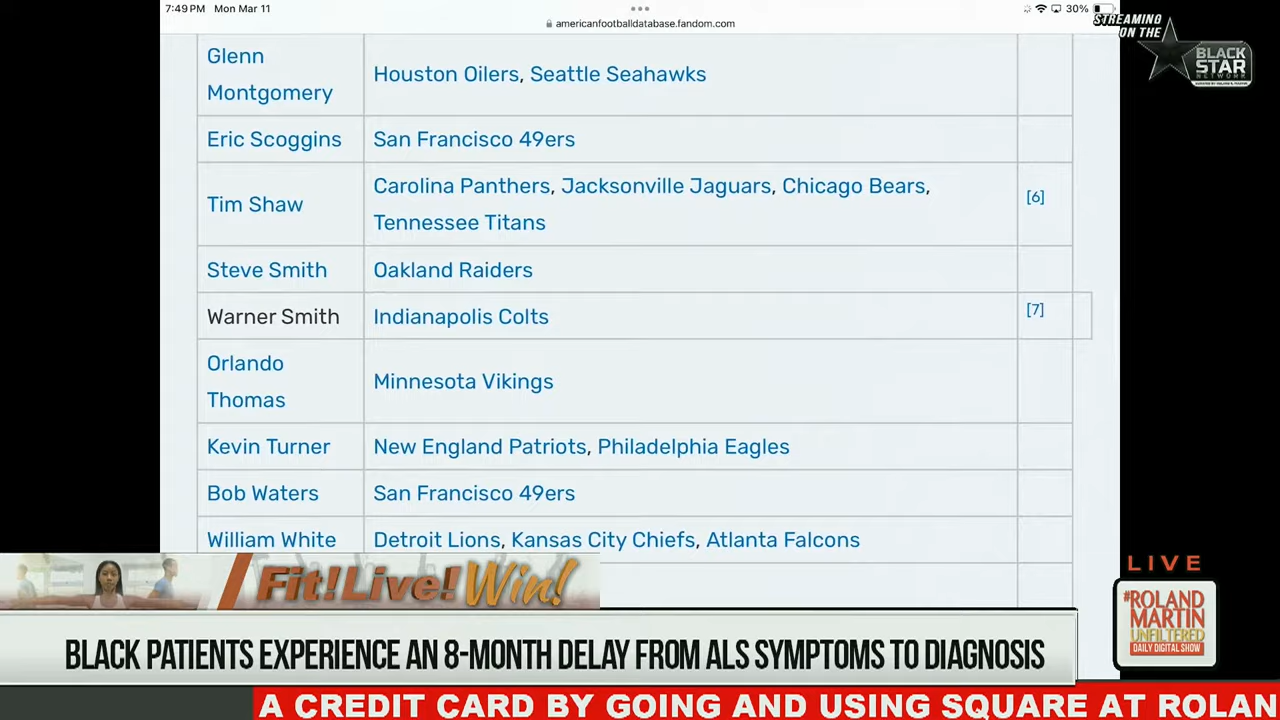 7:49 PM Mon Mar 11
americanfootballdatabase.fandom.com
30%
STREAMING
ON THE
BLACK
STAR
NETWORK
Glenn
Montgomery
Houston Oilers, Seattle Seahawks
Eric Scoggins
San Francisco 49ers
Tim Shaw
Carolina Panthers, Jacksonville Jaguars, Chicago Bears,
Tennessee Titans
[6]
Steve Smith
Oakland Raiders
Warner Smith
Indianapolis Colts
[7]
Orlando
Thomas
Minnesota Vikings
Kevin Turner
New England Patriots, Philadelphia Eagles
Bob Waters
San Francisco 49ers
William White
Detroit Lions, Kansas City Chiefs, Atlanta Falcons
Fit!Live!Win!
LIVE
#ROLAND
MARTIN
UNFILTERED
DAILY DIGITAL SHOW
BLACK PATIENTS EXPERIENCE AN 8-MONTH DELAY FROM ALS SYMPTOMS TO DIAGNOSIS
A CREDIT CARD BY GOING AND USING SQUARE AT ROLAN